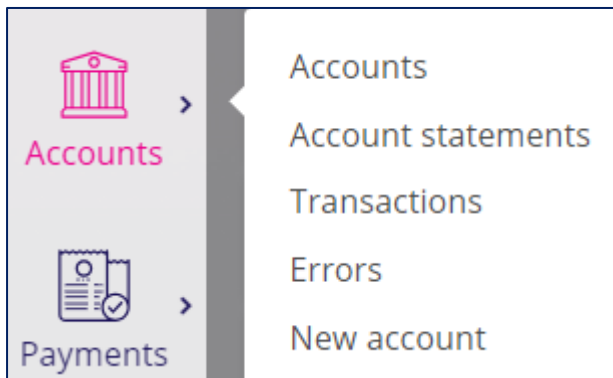 Accounts
Payments
Accounts
Account statements
Transactions
Errors
New account